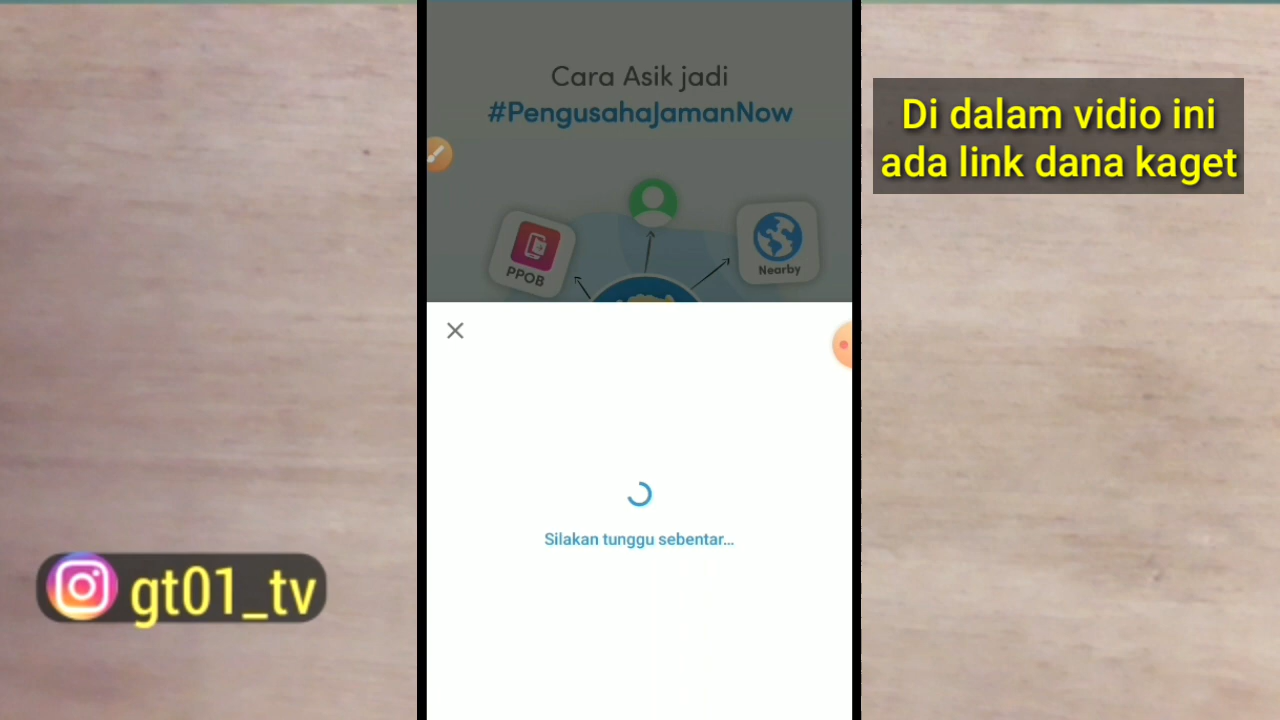 Cara Asik jadi
#PengusahaJamanNow
PPOB
Nearby
Silakan tunggu sebentar...
Di dalam vidio ini
ada link dana kaget
gt01_tv